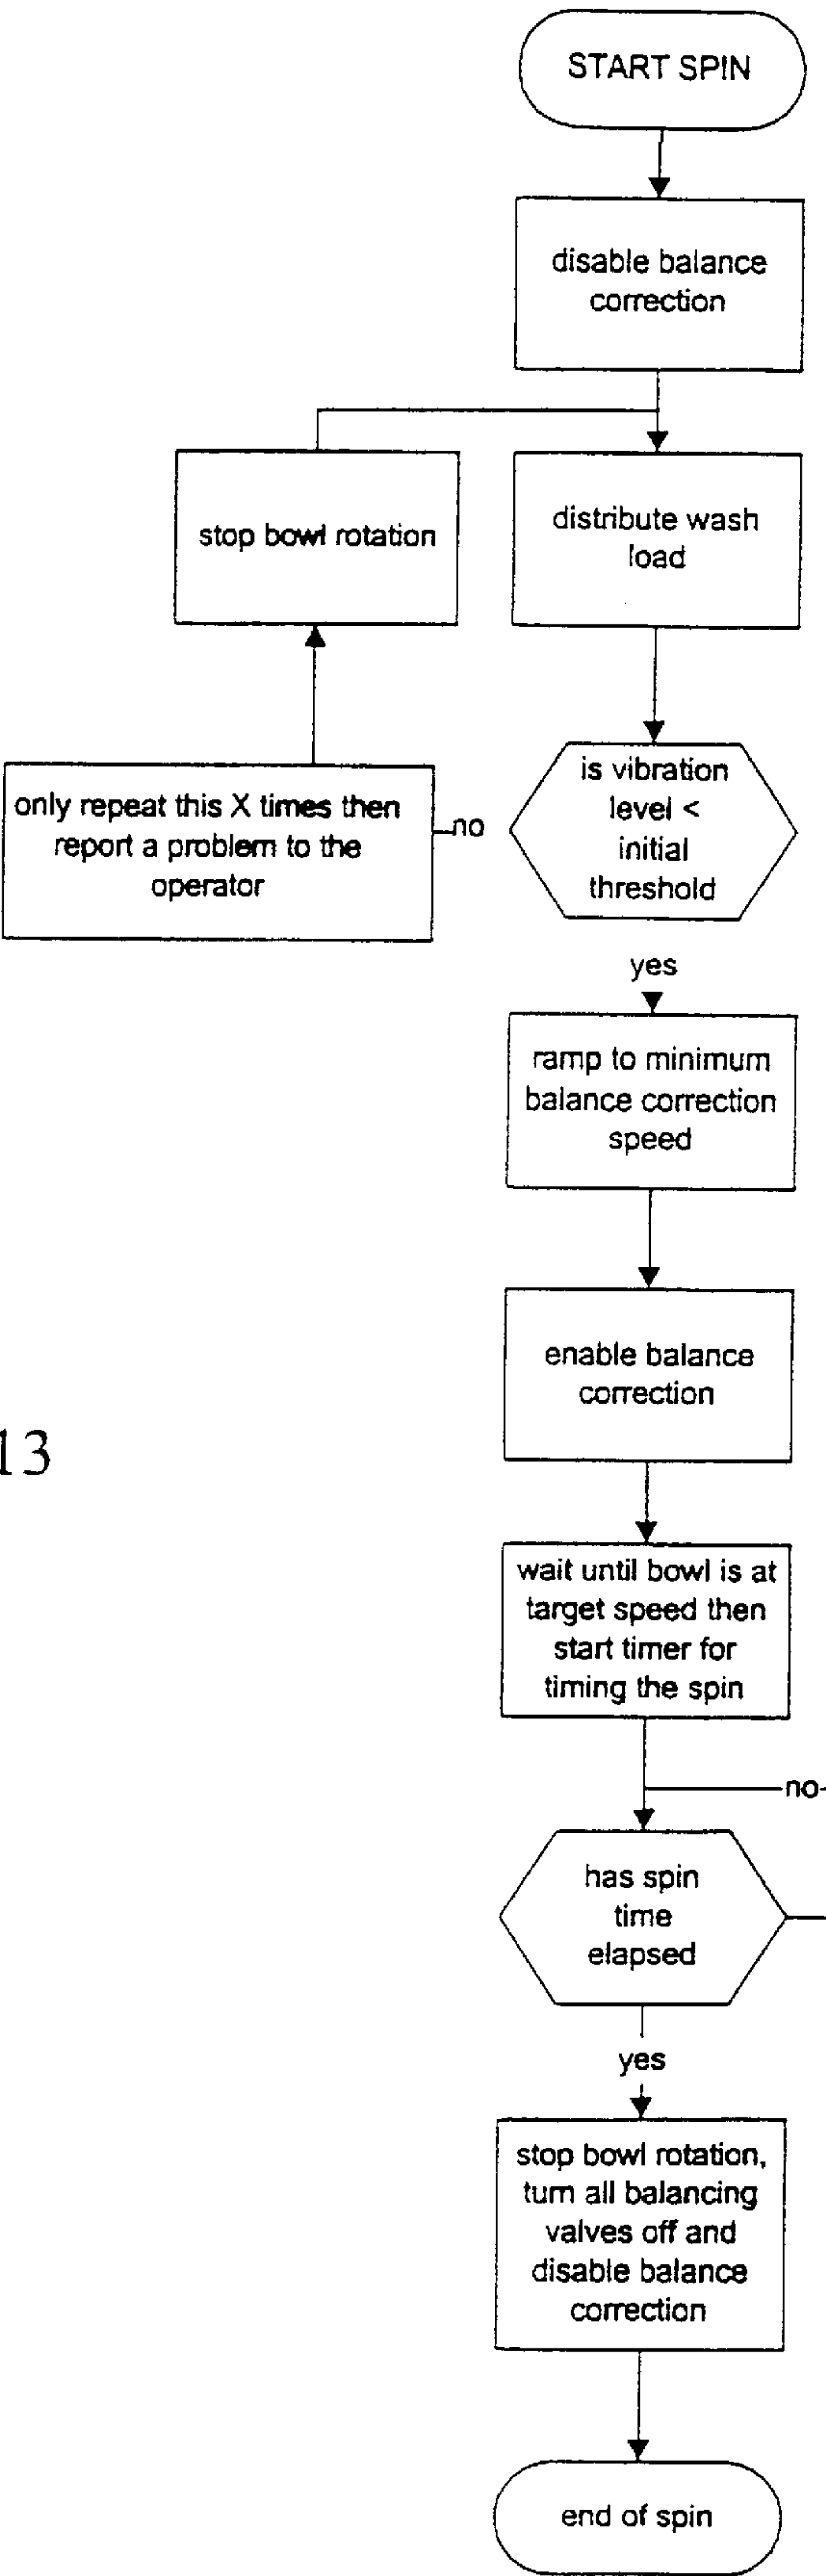 START SPIN
disable balance
correction
stop bowl rotation
distribute wash
load
only repeat this X times then
report a problem to the
operator
no
is vibration
level <
initial
threshold
yes
ramp to minimum
balance correction
speed
enable balance
correction
13
wait until bowl is at
target speed then
start timer for
timing the spin
no
has spin
time
elapsed
yes
stop bowl rotation,
turn all balancing
valves off and
disable balance
correction
end of spin